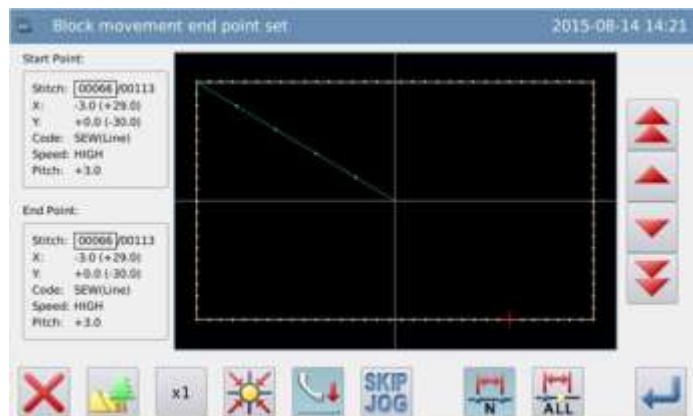 Block movement end point set
2015-08-14 14:21
Start Point:
Stitch: 00066/00113
X: -3.0 (+29.0)
Y: +0.0 (-30.0)
Code: SEW(Line)
Speed: HIGH
Pitch: +3.0
End Point:
Stitch: 00066/00113
X: -3.0 (+29.0)
Y: +0.0 (-30.0)
Code: SEW(Line)
Speed: HIGH
Pitch: +3.0
x1
SKIP
JOG
N
ALL